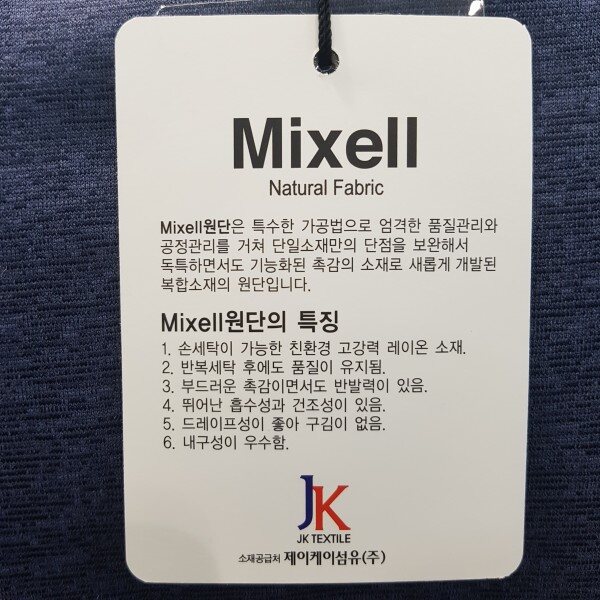 Mixell
Natural Fabric
Mixell원단은 특수한 가공법으로 엄격한 품질관리와
공정관리를 거쳐 단일소재만의 단점을 보완해서
독특하면서도 기능화된 촉감의 소재로 새롭게 개발된
복합소재의 원단입니다.
Mixell원단의 특징
1. 손세탁이 가능한 친환경 고강력 레이온 소재.
2. 반복세탁 후에도 품질이 유지됨.
3. 부드러운 촉감이면서도 반발력이 있음.
4. 뛰어난 흡수성과 건조성이 있음.
5. 드레이프성이 좋아 구김이 없음.
6. 내구성이 우수함.
JK
JK TEXTILE
소재공급처 제이케이섬유(주)